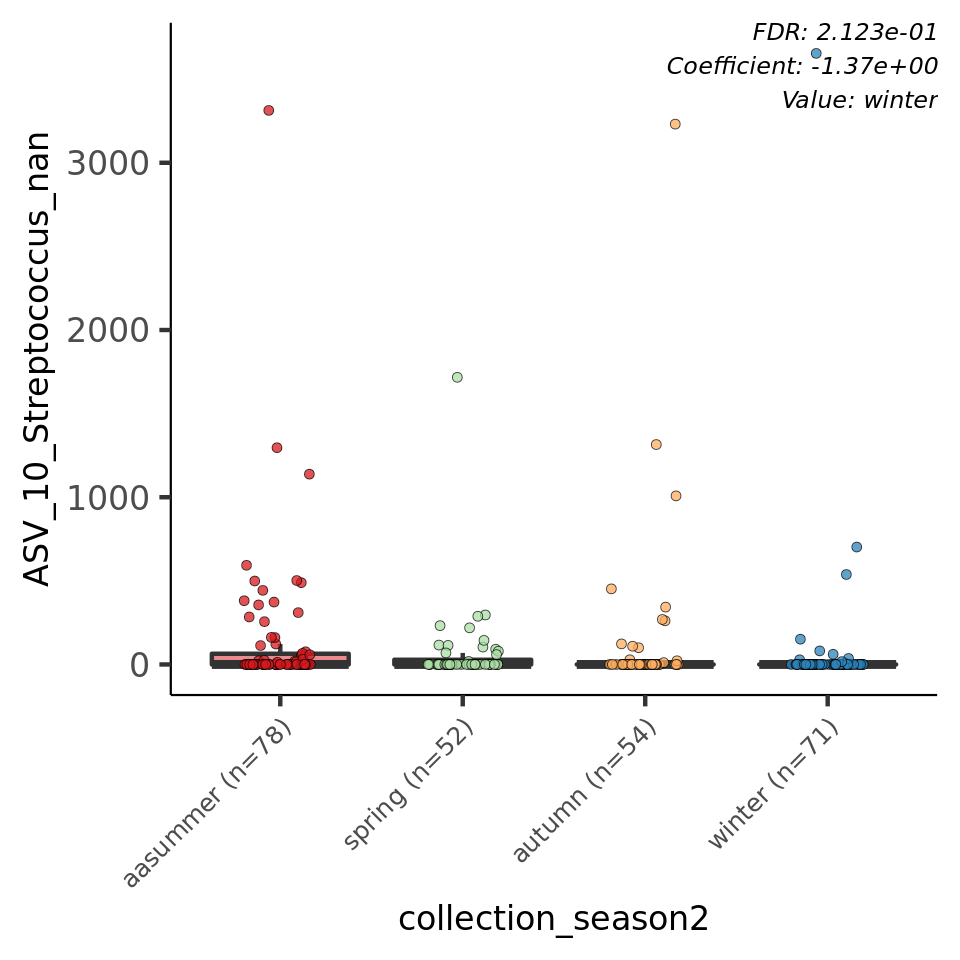 FDR: 2.123e-01
Coefficient: -1.37e+00
Value: winter
ASV_10_Streptococcus_nan
3000
2000
1000
0
aasummer (n=78)
spring (n=52)
autumn (n=54)
winter (n=71)
collection_season2